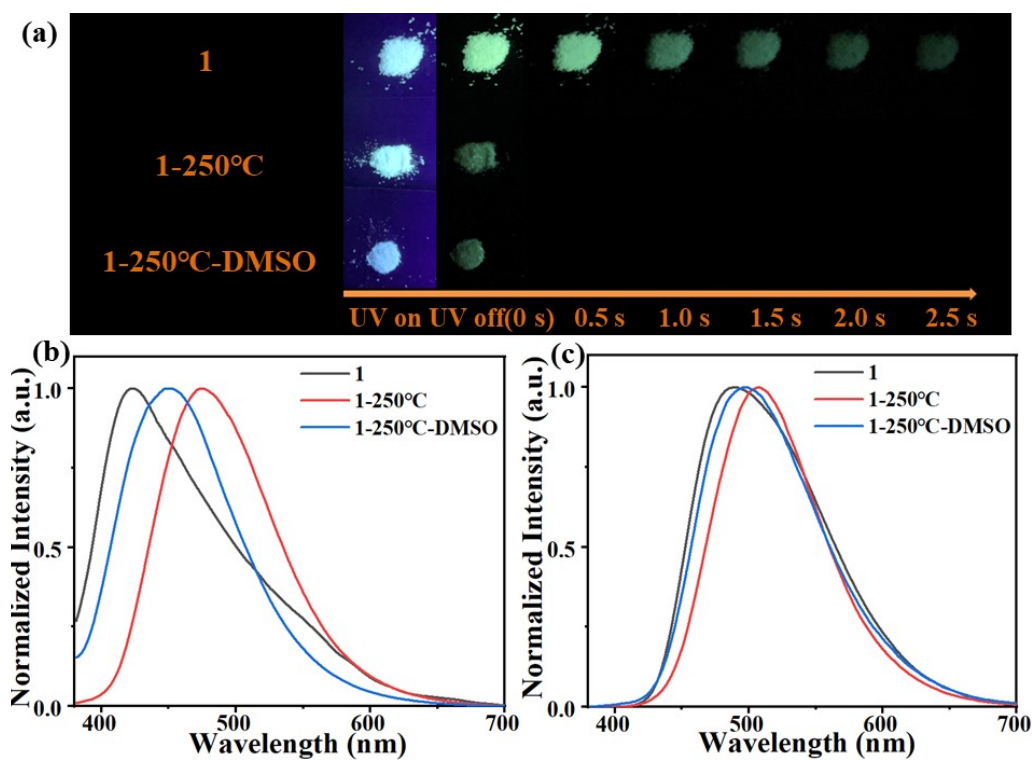 (a)
1
1-250℃
1-250℃-DMSO
UV on UV off(0 s) 0.5 s 1.0 s 1.5 s 2.0 s 2.5 s
(b)
Normalized Intensity (a.u.)
1.0
0.5
0.0
1
1-250℃
1-250℃-DMSO
400 500 600 700
Wavelength (nm)
(c)
Normalized Intensity (a.u.)
1.0
0.5
0.0
1
1-250℃
1-250℃-DMSO
400 500 600 700
Wavelength (nm)